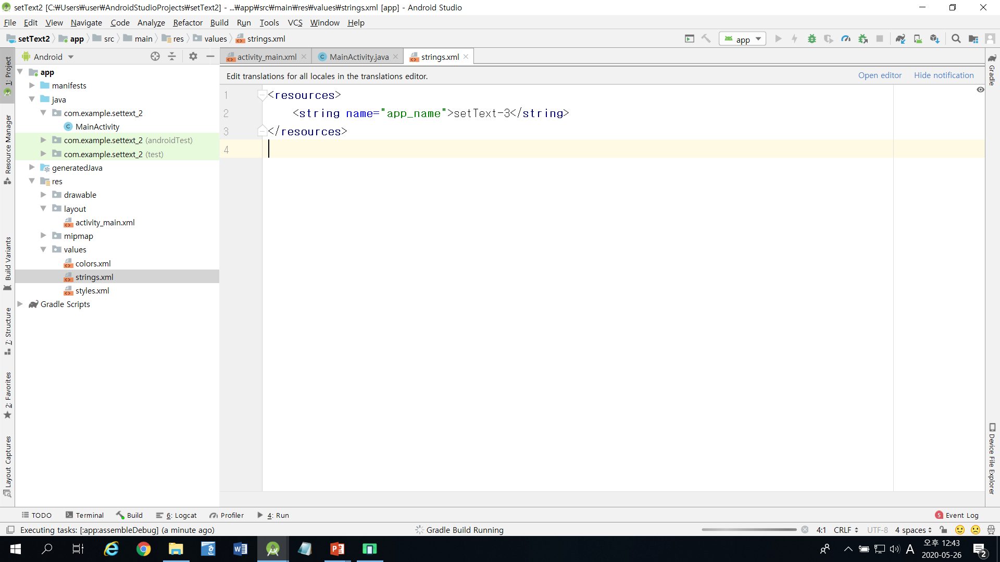 setText2 [C:₩Users₩user₩AndroidStudioProjects₩setText2] - ...₩app₩src₩main₩res₩values₩strings.xml [app] - Android Studio
File Edit View Navigate Code Analyze Refactor Build Run Tools VCS Window Help
setText2 app src main res values strings.xml
app
Android
activity_main.xml MainActivity.java strings.xml
Edit translations for all locales in the translations editor. Open editor Hide notification
1 <resources>
2 <string name="app_name">setText-3</string>
3 </resources>
4
app
manifests
java
com.example.settext_2
MainActivity
com.example.settext_2 (androidTest)
com.example.settext_2 (test)
generatedJava
res
drawable
layout
activity_main.xml
mipmap
values
colors.xml
strings.xml
styles.xml
Gradle Scripts
1: Project
Resource Manager
Build Variants
7: Structure
2: Favorites
Layout Captures
Gradle
Device File Explorer
TODO Terminal Build 6: Logcat Profiler 4: Run 5 Event Log
Executing tasks: [:app:assembleDebug] (a minute ago) Gradle Build Running 4:1 CRLF UTF-8 4 spaces
A 오후 12:43
2020-05-26
2